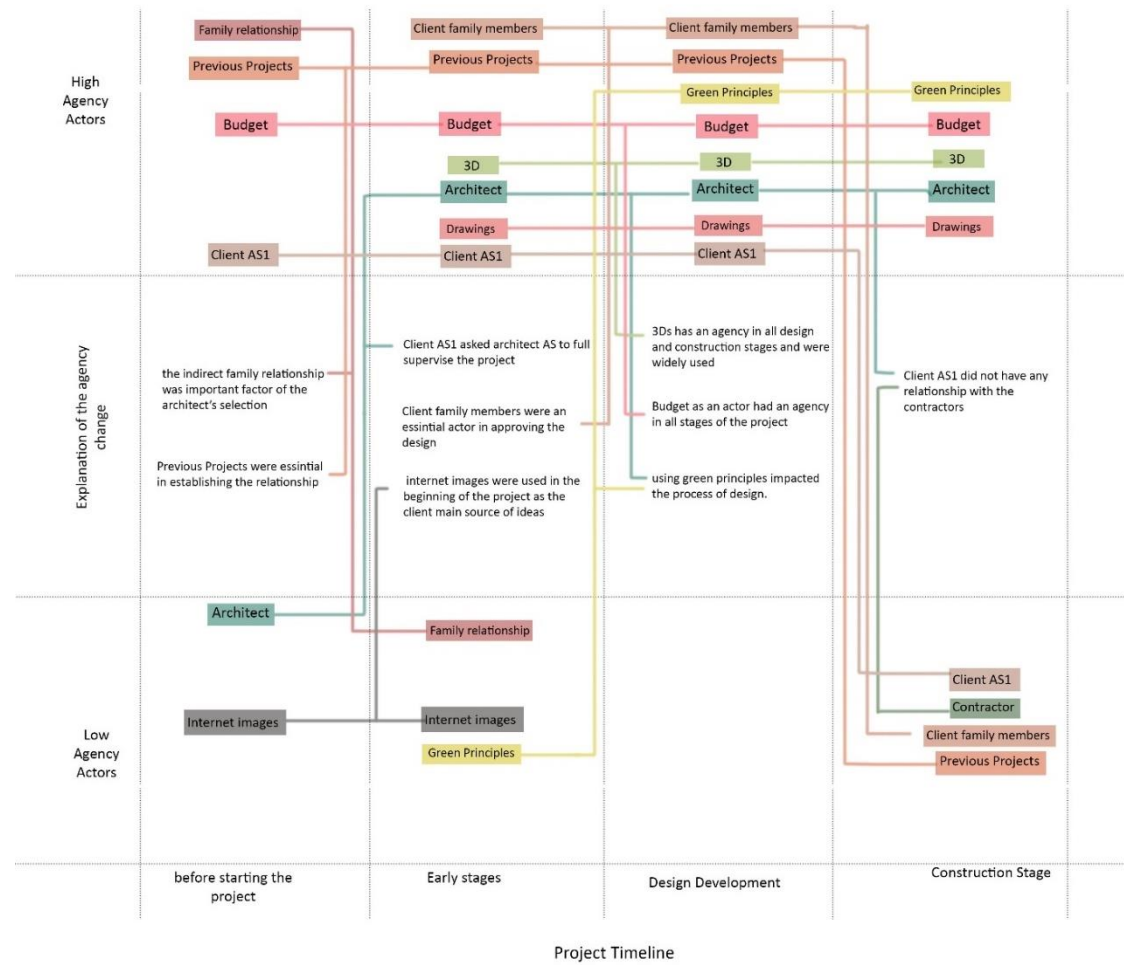 Family relationship
Client family members
Client family members
Previous Projects
Previous Projects
Previous Projects
High
Agency
Actors
Green Principles
Green Principles
Budget
Budget
Budget
Budget
3D
3D
3D
Architect
Architect
Architect
Drawings
Drawings
Drawings
Client AS1
Client AS1
Client AS1
Explanation of the agency
change
the indirect family relationship
was important factor of the
architect's selection
Previous Projects were essintial
in establishing the relationship
Client AS1 asked architect AS to full
supervise the project
Client family members were an
essintial actor in approving the
design
internet images were used in the
beginning of the project as the
client main source of ideas
3Ds has an agency in all design
and construction stages and were
widely used
Budget as an actor had an agency
in all stages of the project
using green principles impacted
the process of design.
Client AS1 did not have any
relationship with the
contractors
Architect
Family relationship
Client AS1
Contractor
Internet images
Internet images
Client family members
Low
Agency
Actors
Green Principles
Previous Projects
before starting the
project
Early stages
Design Development
Construction Stage
Project Timeline